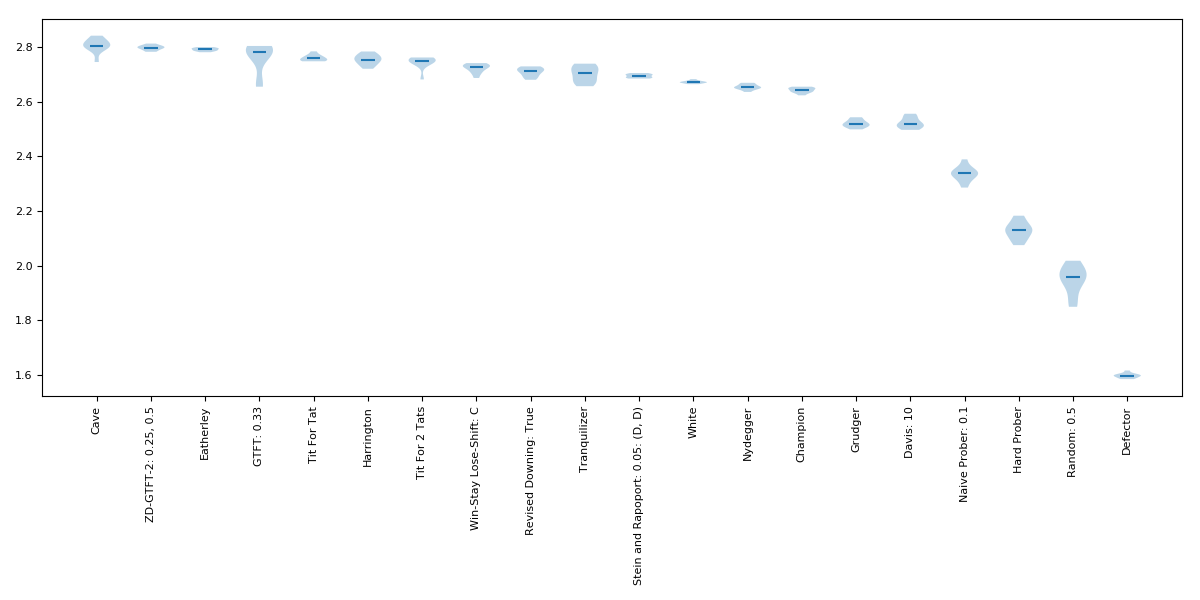 2.8
2.6
2.4
2.2
2.0
1.8
1.6
Cave
ZD-GTFT-2: 0.25, 0.5
Eatherley
GTFT: 0.33
Tit For Tat
Harrington
Tit For 2 Tats
Win-Stay Lose-Shift: C
Revised Downing: True
Tranquilizer
Stein and Rapoport: 0.05: (D, D)
White
Nydegger
Champion
Grudger
Davis: 10
Naive Prober: 0.1
Hard Prober
Random: 0.5
Defector